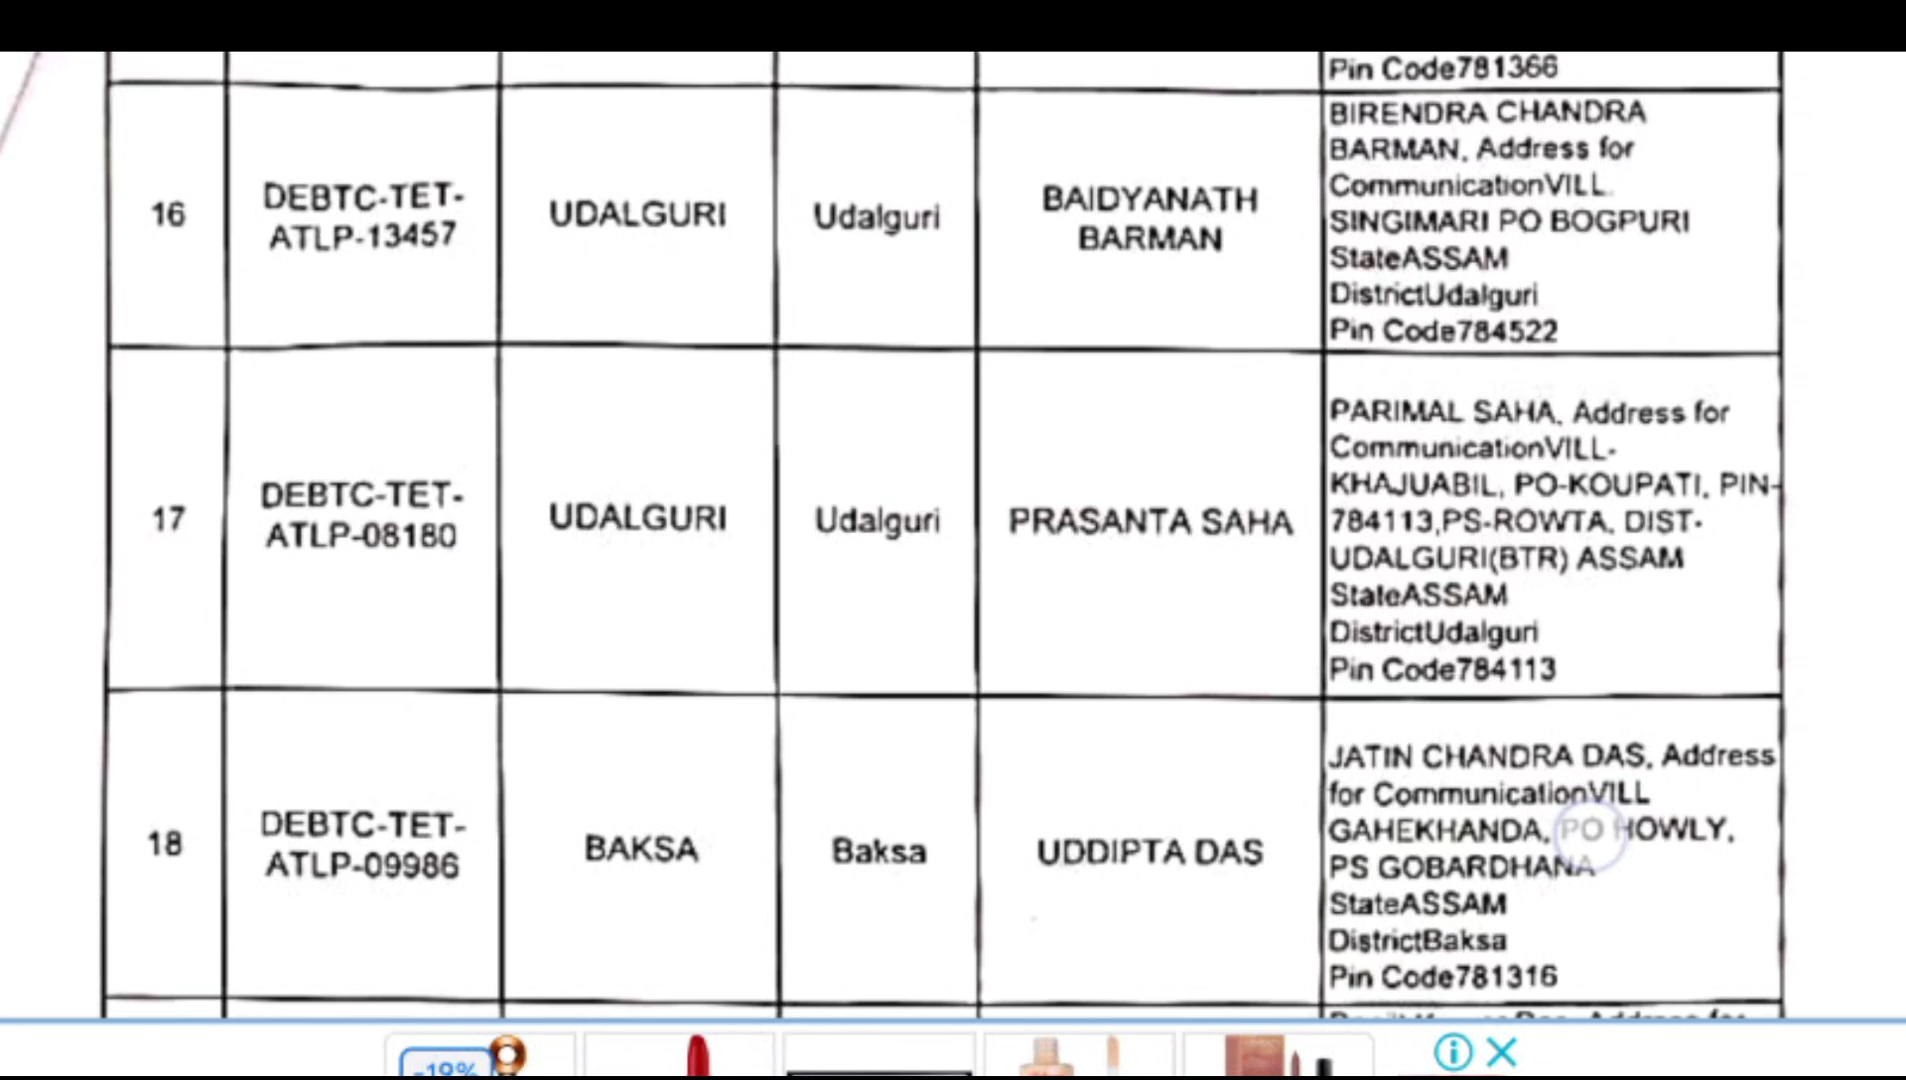 Pin Code781366
16
DEBTC-TET-
ATLP-13457
UDALGURI
Udalguri
BAIDYANATH
BARMAN
BIRENDRA CHANDRA
BARMAN, Address for
CommunicationVILL.
SINGIMARI PO BOGPURI
StateASSAM
DistrictUdalguri
Pin Code784522
17
DEBTC-TET-
ATLP-08180
UDALGURI
Udalguri
PRASANTA SAHA
PARIMAL SAHA, Address for
CommunicationVILL-
KHAJUABIL, PO-KOUPATI, PIN-
784113,PS-ROWTA, DIST-
UDALGURI(BTR) ASSAM
StateASSAM
DistrictUdalguri
Pin Code784113
18
DEBTC-TET-
ATLP-09986
BAKSA
Baksa
UDDIPTA DAS
JATIN CHANDRA DAS, Address
for CommunicationVILL
GAHEKHANDA, PO HOWLY,
PS GOBARDHANA
StateASSAM
DistrictBaksa
Pin Code781316
Address for
-19%